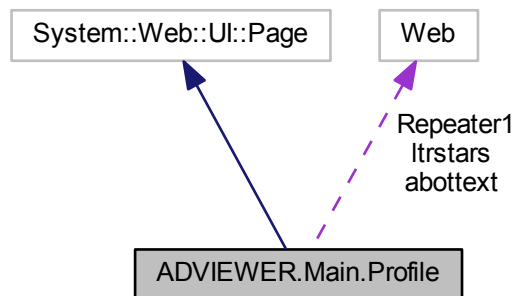 System::Web::UI::Page
Web
Repeater1
ltrstars
abottext
ADVIEWER.Main.Profile